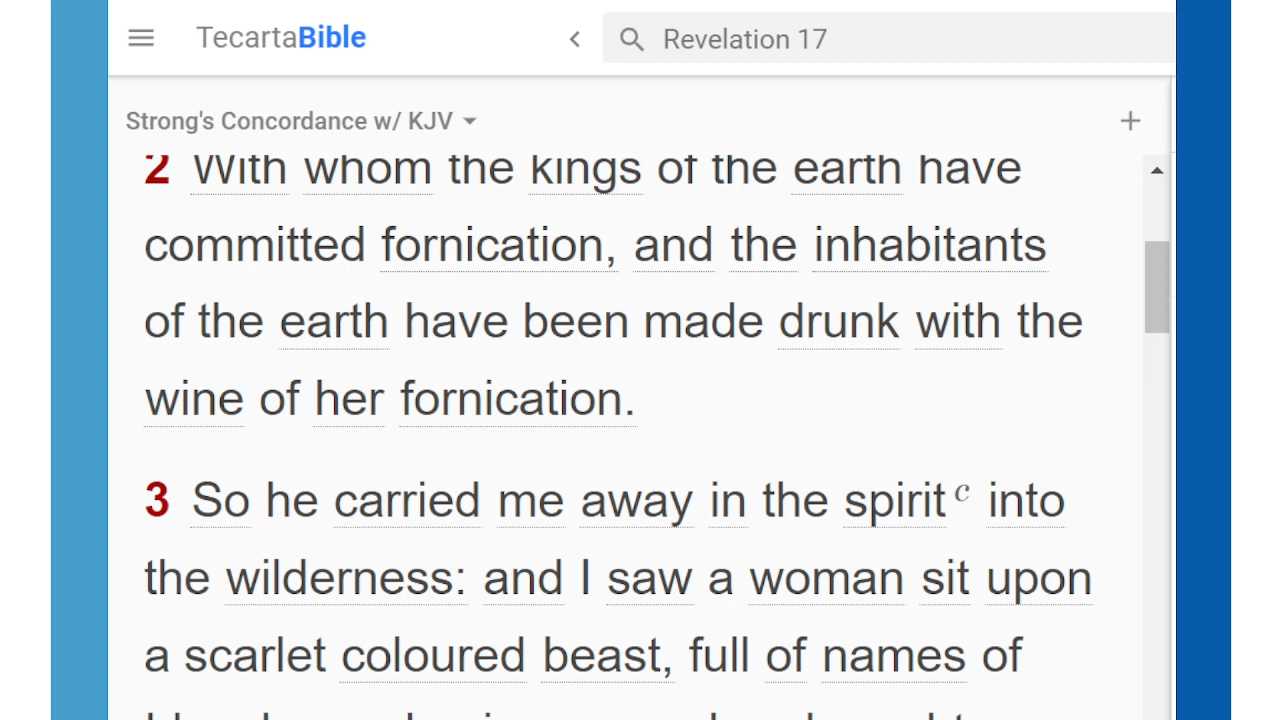 TecartaBible
Revelation 17
Strong's Concordance w/ KJV
2 With whom the kings of the earth have
committed fornication, and the inhabitants
of the earth have been made drunk with the
wine of her fornication.
3 So he carried me away in the spirit c into
the wilderness: and I saw a woman sit upon
a scarlet coloured beast, full of names of